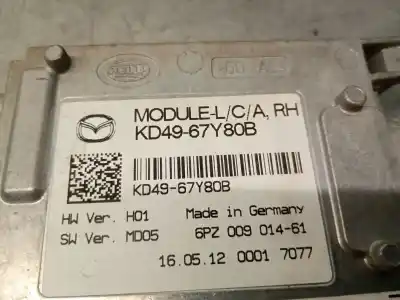 HELLA
MODULE-L/C/A, RH
KD49-67Y80B
KD49-67Y80B
HW Ver. H01 Made in Germany
SW Ver. MD05 6PZ 009 014-61
16.05.12 0001 7077